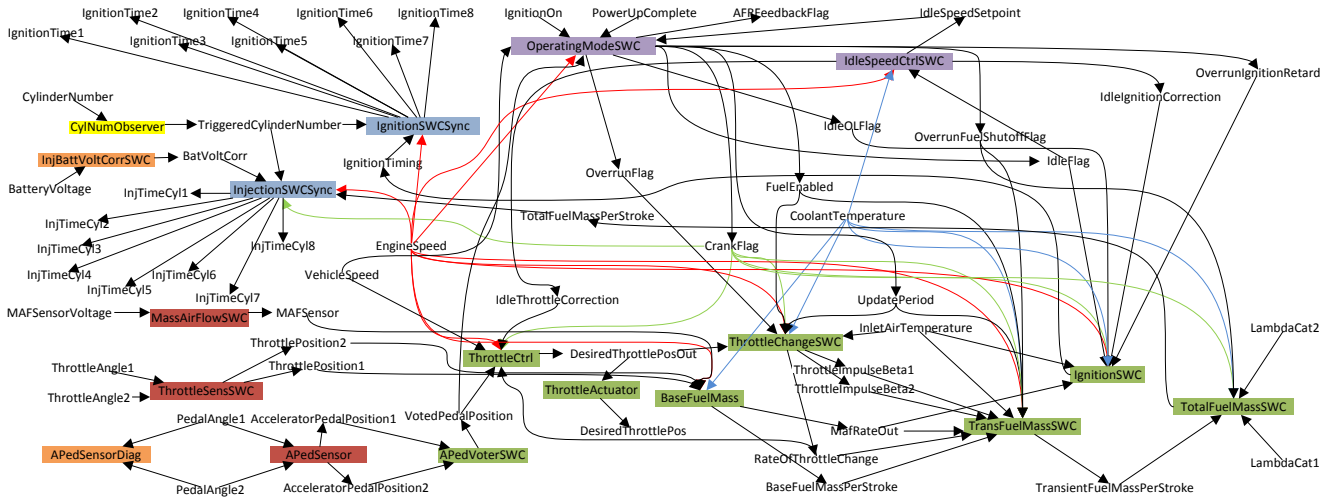 IgnitionTime2
IgnitionTime4
IgnitionTime6
IgnitionTime8
IgnitionOn
PowerUpComplete
AFRFeedbackFlag
IdleSpeedSetpoint
IgnitionTime1
IgnitionTime3
IgnitionTime5
IgnitionTime7
OperatingModeSWC
IdleSpeedCtrlSWC
OverrunIgnitionRetard
CylinderNumber
IdleIgnitionCorrection
CylNumObserver
TriggeredCylinderNumber
IgnitionSWCSync
IdleOLFlag
OverrunFuelShutoffFlag
InjBattVoltCorrSWC
BatVoltCorr
IgnitionTiming
IdleFlag
BatteryVoltage
InjTimeCyl1
InjectionSWCSync
OverrunFlag
FuelEnabled
InjTimeCyl2
TotalFuelMassPerStroke
CoolantTemperature
InjTimeCyl3
InjTimeCyl8
EngineSpeed
CrankFlag
InjTimeCyl4
InjTimeCyl6
InjTimeCyl5
VehicleSpeed
InjTimeCyl7
IdleThrottleCorrection
UpdatePeriod
MAFSensorVoltage
MassAirFlowSWC
MAFSensor
InletAirTemperature
LambdaCat2
ThrottlePosition2
ThrottleCtrl
DesiredThrottlePosOut
ThrottleChangeSWC
ThrottleAngle1
ThrottlePosition1
ThrottleImpulseBeta1
IgnitionSWC
ThrottleSensSWC
ThrottleActuator
BaseFuelMass
ThrottleImpulseBeta2
ThrottleAngle2
TotalFuelMassSWC
PedalAngle1
AcceleratorPedalPosition1
VotedPedalPosition
DesiredThrottlePos
MafRateOut
TransFuelMassSWC
APedSensorDiag
APedSensor
APedVoterSWC
RateOfThrottleChange
LambdaCat1
PedalAngle2
AcceleratorPedalPosition2
BaseFuelMassPerStroke
TransientFuelMassPerStroke